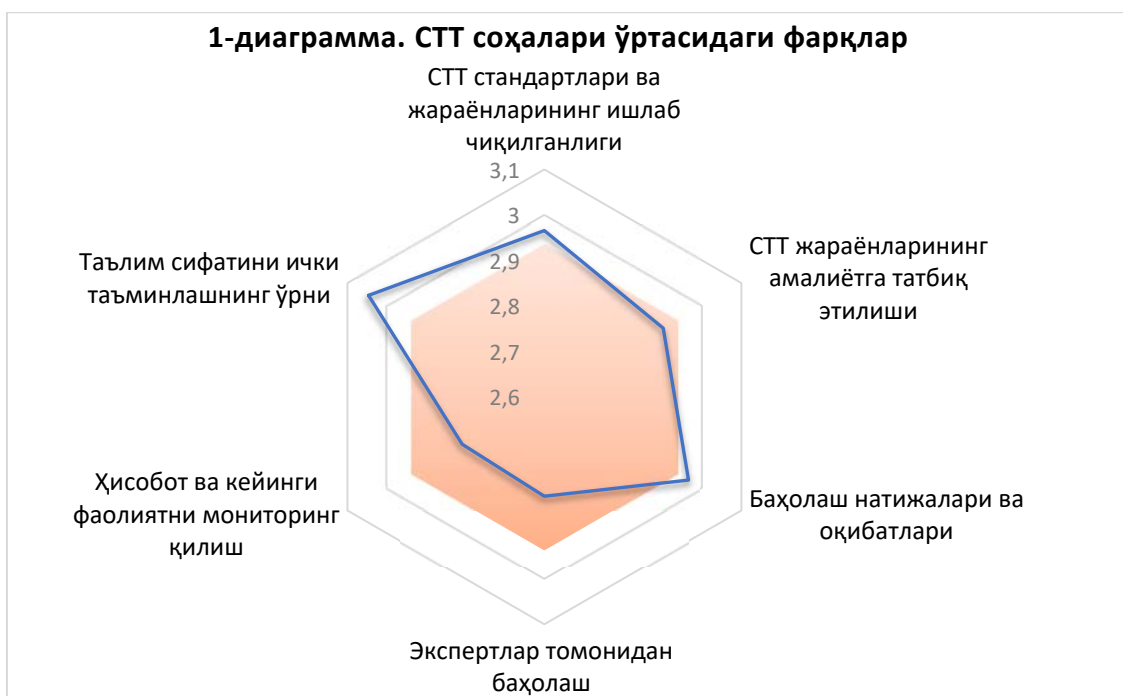 1-диаграмма. СТТ соҳалари ўртасидаги фарқлар
СТТ стандартлари ва
жараёнларининг ишлаб
чиқилганлиги
3,1
3
2,9
2,8
2,7
2,6
СТТ жараёнларининг
амалиётга татбиқ
этилиши
Баҳолаш натижалари ва
оқибатлари
Экспертлар томонидан
баҳолаш
Ҳисобот ва кейинги
фаолиятни мониторинг
қилиш
Таълим сифатини ички
таъминлашнинг ўрни